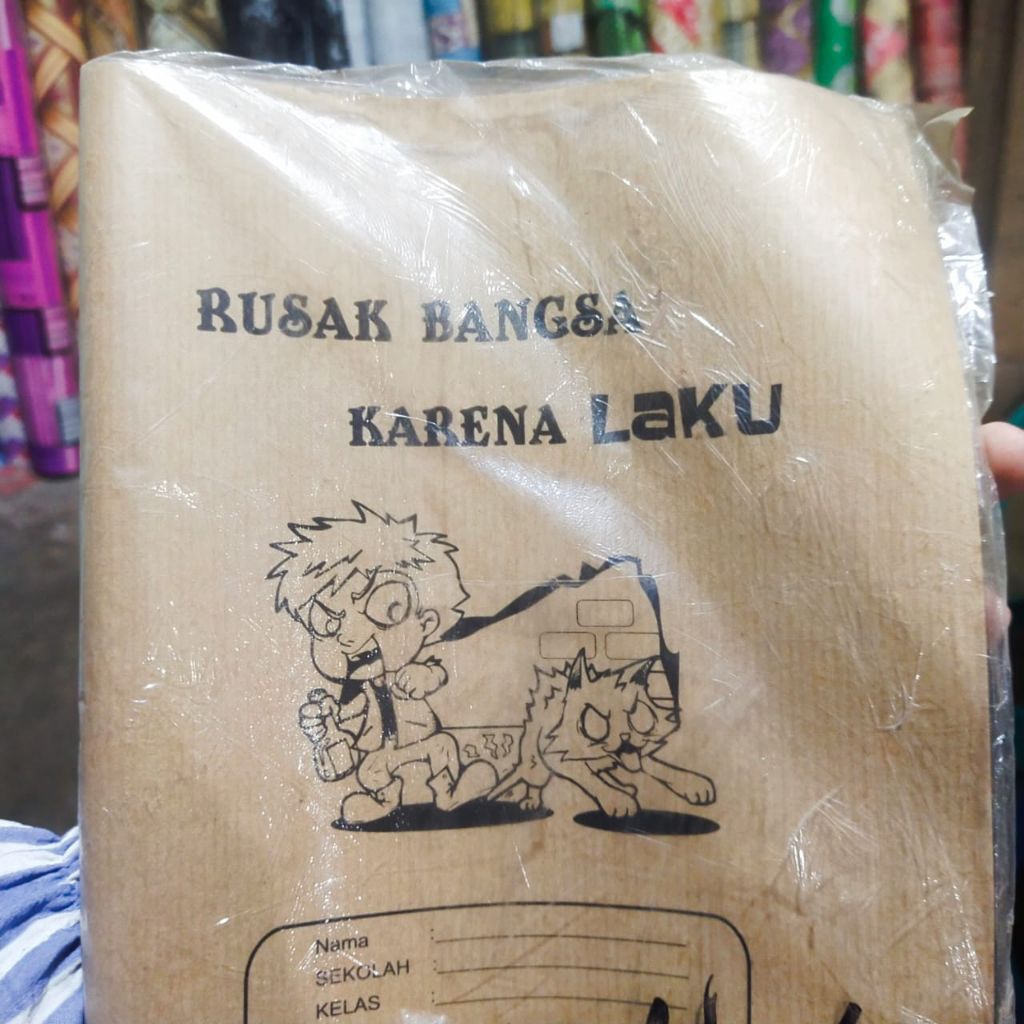 RUSAK BANGSA
KARENA LaKU
Nama :
SEKOLAH :
KELAS :